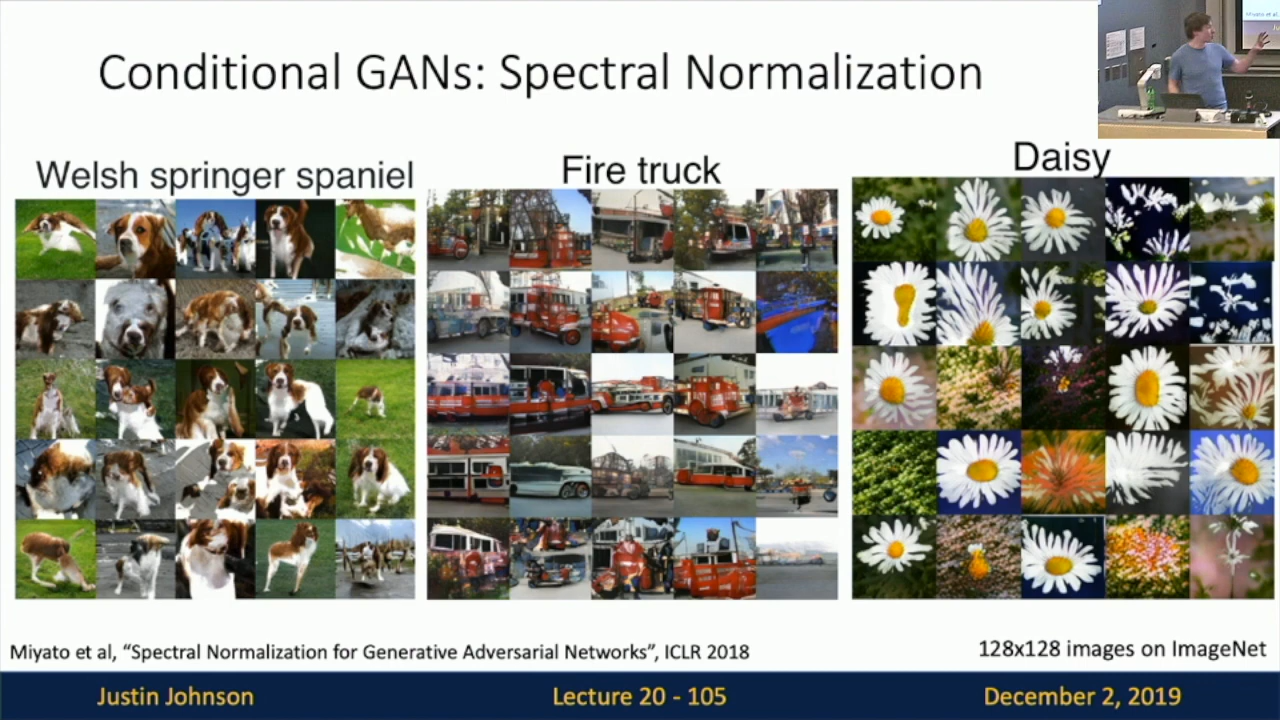 Conditional GANs: Spectral Normalization
Welsh springer spaniel
Fire truck
Daisy
Miyato et al, “Spectral Normalization for Generative Adversarial Networks”, ICLR 2018
128x128 images on ImageNet
Justin Johnson
Lecture 20 - 105
December 2, 2019